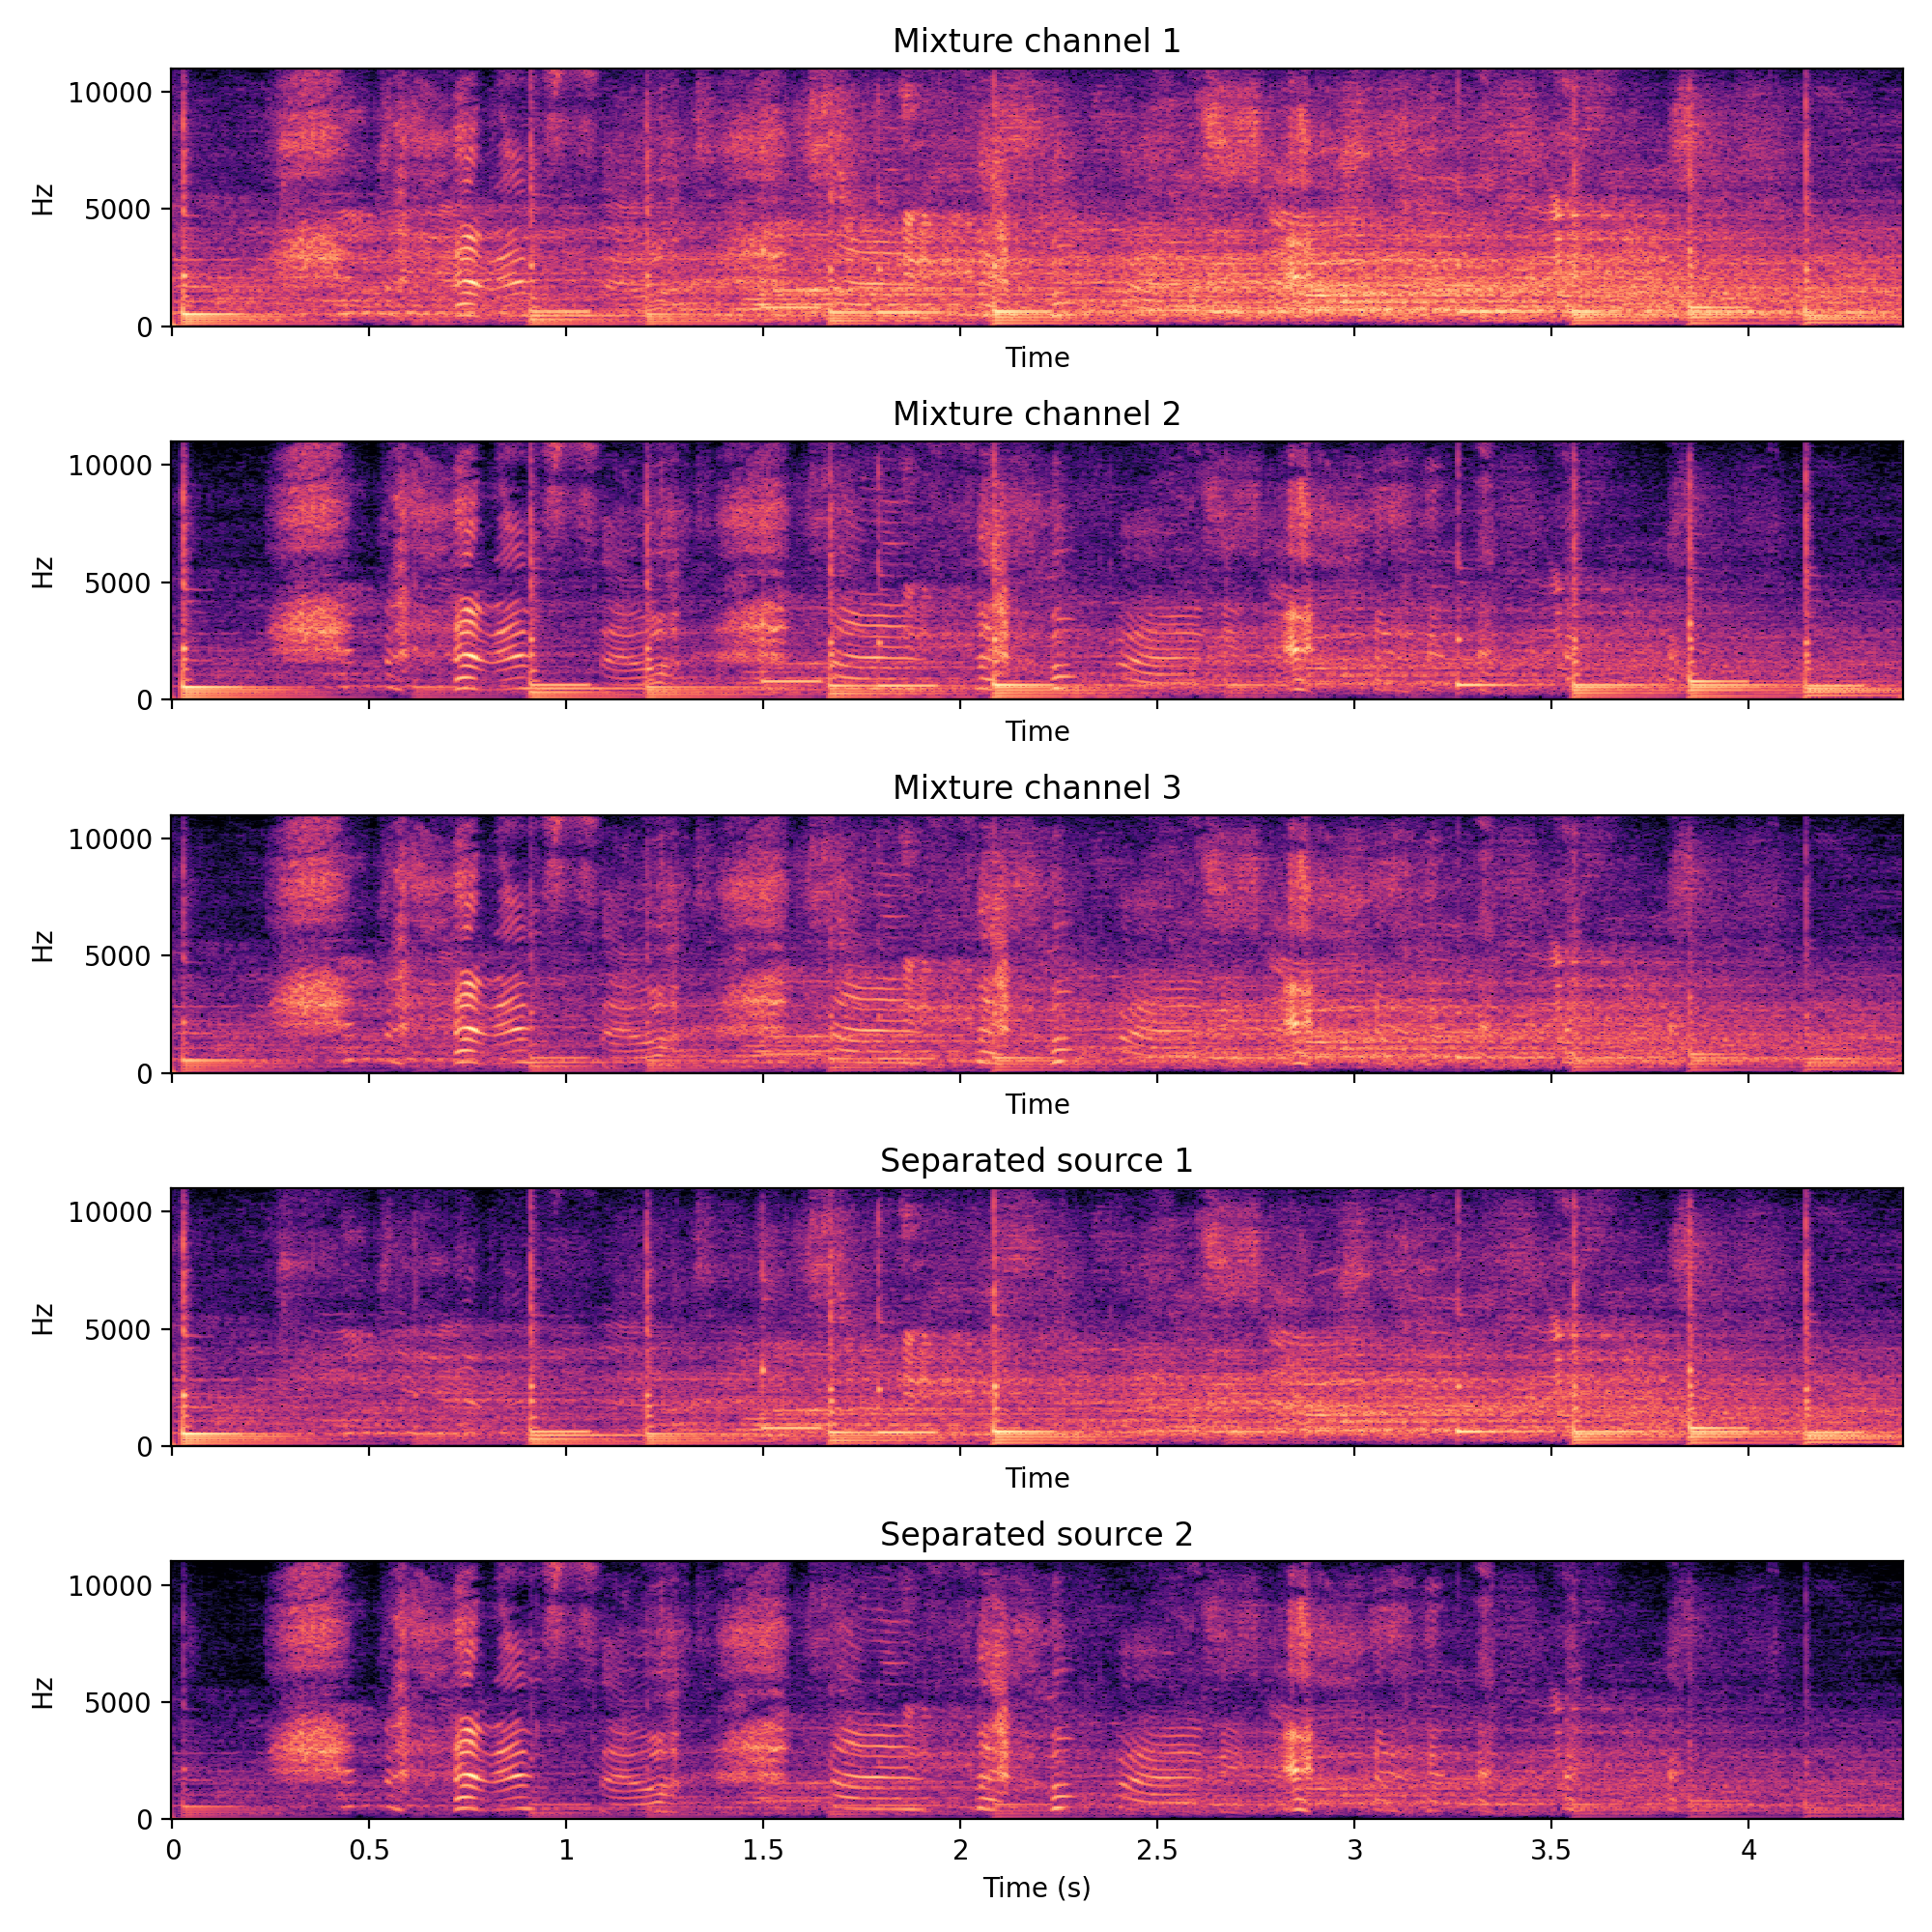 Mixture channel 1
10000
5000
0
Hz
Time
Mixture channel 2
10000
5000
0
Hz
Time
Mixture channel 3
10000
5000
0
Hz
Time
Separated source 1
10000
5000
0
Hz
Time
Separated source 2
10000
5000
0
Hz
0 0.5 1 1.5 2 2.5 3 3.5 4
Time (s)